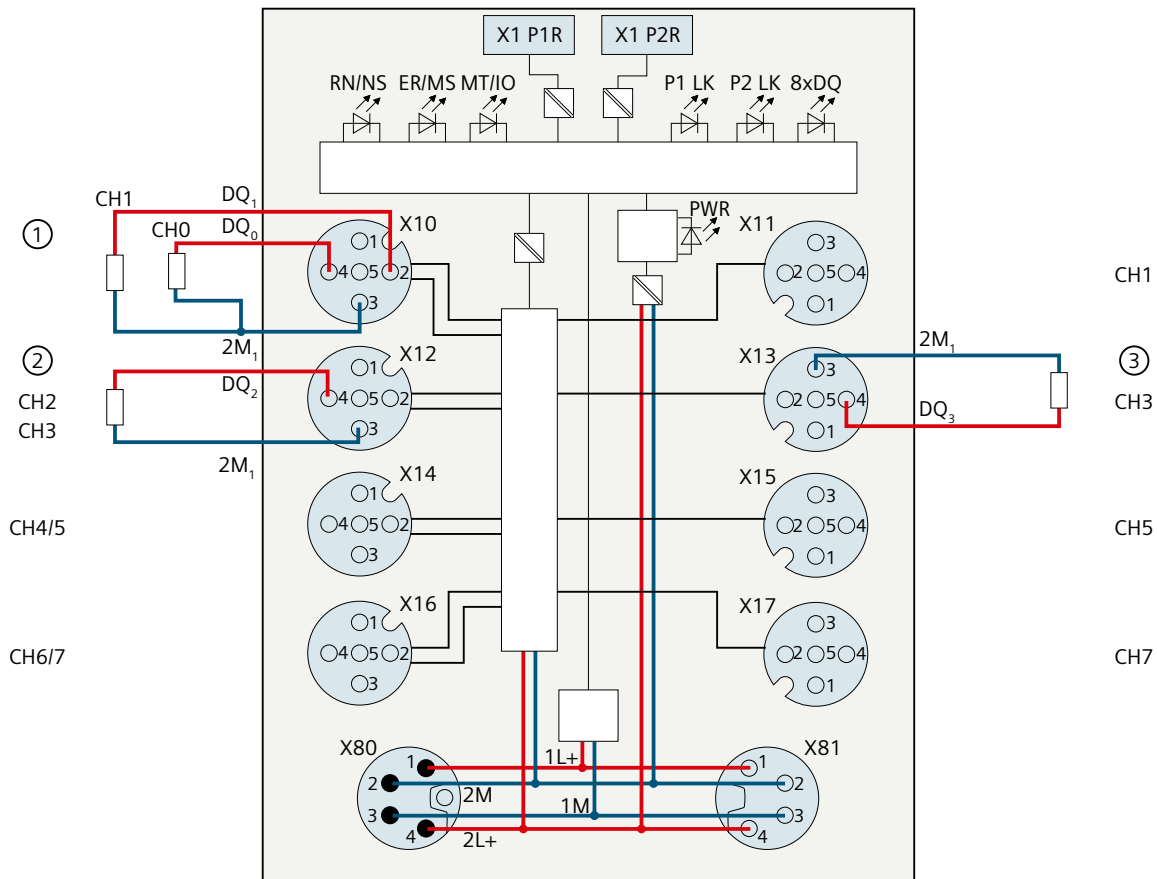 X1 P1R
X1 P2R
RN/NS
ER/MS
MT/IO
P1 LK
P2 LK
8xDQ
PWR
①
CH1
DQ₁
CH0
DQ₀
2M₁
X10
1
4
5
2
3
X11
3
2
5
4
1
CH1
②
CH2
CH3
DQ₂
2M₁
X12
1
4
5
2
3
X13
3
2
5
4
1
2M₁
DQ₃
③
CH3
CH4/5
X14
1
4
5
2
3
X15
3
2
5
4
1
CH5
CH6/7
X16
1
4
5
2
3
X17
3
2
5
4
1
CH7
X80
1
2
3
4
1L+
2M
1M
2L+
X81
1
2
3
4